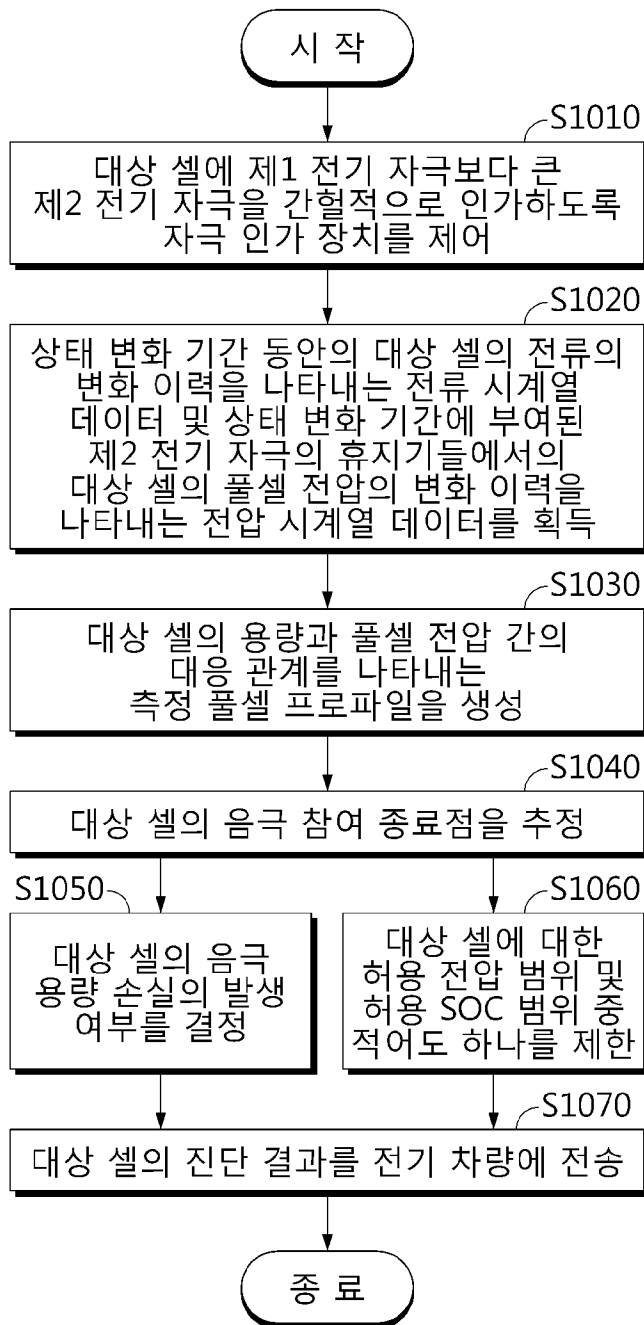 시 작
S1010
대상 셀에 제1 전기 자극보다 큰
제2 전기 자극을 간헐적으로 인가하도록
자극 인가 장치를 제어
S1020
상태 변화 기간 동안의 대상 셀의 전류의
변화 이력을 나타내는 전류 시계열
데이터 및 상태 변화 기간에 부여된
제2 전기 자극의 휴지기들에서의
대상 셀의 풀셀 전압의 변화 이력을
나타내는 전압 시계열 데이터를 획득
S1030
대상 셀의 용량과 풀셀 전압 간의
대응 관계를 나타내는
측정 풀셀 프로파일을 생성
S1040
대상 셀의 음극 참여 종료점을 추정
S1050
대상 셀의 음극
용량 손실의 발생
여부를 결정
S1060
대상 셀에 대한
허용 전압 범위 및
허용 SOC 범위 중
적어도 하나를 제한
S1070
대상 셀의 진단 결과를 전기 차량에 전송
종 료